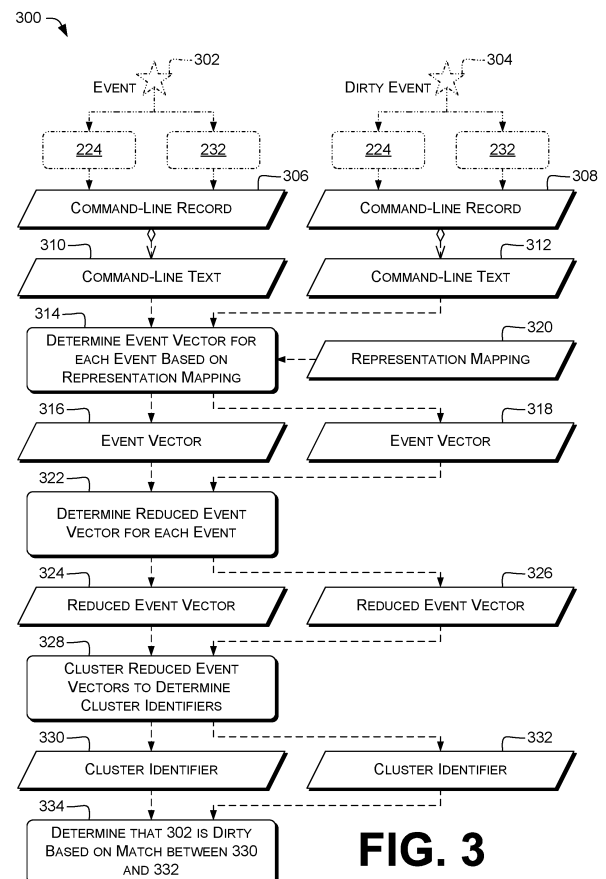 300
302
304
EVENT
DIRTY EVENT
224
232
224
232
306
308
COMMAND-LINE RECORD
COMMAND-LINE RECORD
310
312
COMMAND-LINE TEXT
COMMAND-LINE TEXT
314
320
DETERMINE EVENT VECTOR FOR
EACH EVENT BASED ON
REPRESENTATION MAPPING
REPRESENTATION MAPPING
316
318
EVENT VECTOR
EVENT VECTOR
322
DETERMINE REDUCED EVENT
VECTOR FOR EACH EVENT
324
326
REDUCED EVENT VECTOR
REDUCED EVENT VECTOR
328
CLUSTER REDUCED EVENT
VECTORS TO DETERMINE
CLUSTER IDENTIFIERS
330
332
CLUSTER IDENTIFIER
CLUSTER IDENTIFIER
334
DETERMINE THAT 302 IS DIRTY
BASED ON MATCH BETWEEN 330
AND 332
FIG. 3